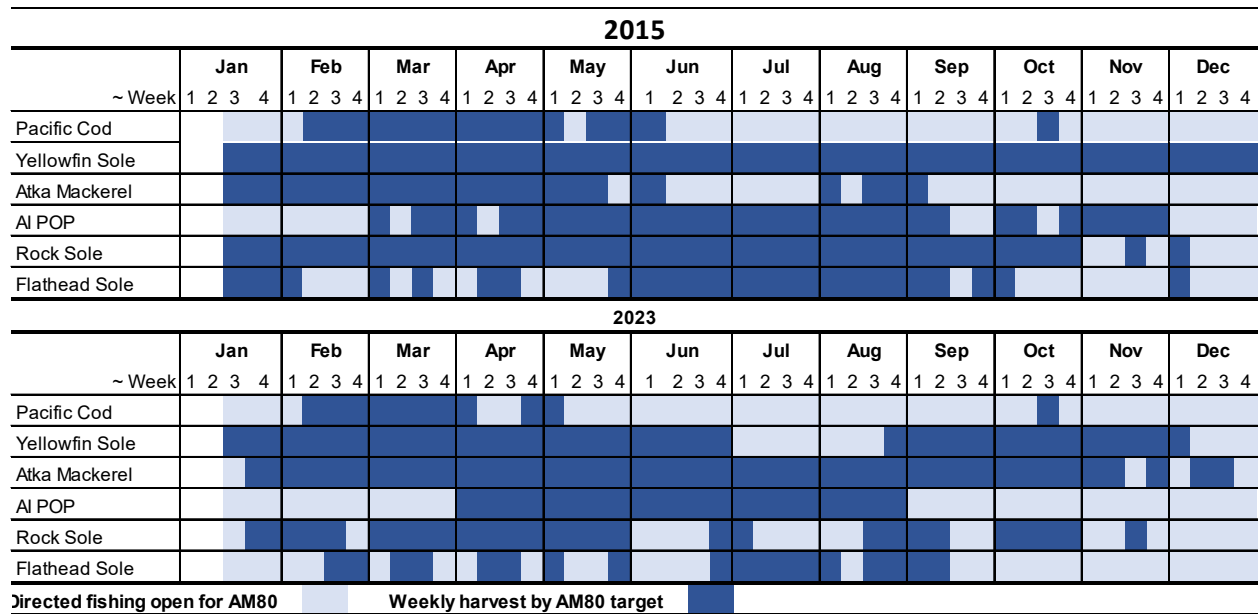 2015
Jan Feb Mar Apr May Jun Jul Aug Sep Oct Nov Dec
~ Week 1 2 3 4 1 2 3 4 1 2 3 4 1 2 3 4 1 2 3 4 1 2 3 4 1 2 3 4 1 2 3 4 1 2 3 4 1 2 3 4 1 2 3 4 1 2 3 4
Pacific Cod
Yellowfin Sole
Atka Mackerel
AI POP
Rock Sole
Flathead Sole
2023
Jan Feb Mar Apr May Jun Jul Aug Sep Oct Nov Dec
~ Week 1 2 3 4 1 2 3 4 1 2 3 4 1 2 3 4 1 2 3 4 1 2 3 4 1 2 3 4 1 2 3 4 1 2 3 4 1 2 3 4 1 2 3 4 1 2 3 4
Pacific Cod
Yellowfin Sole
Atka Mackerel
AI POP
Rock Sole
Flathead Sole
Directed fishing open for AM80 Weekly harvest by AM80 target